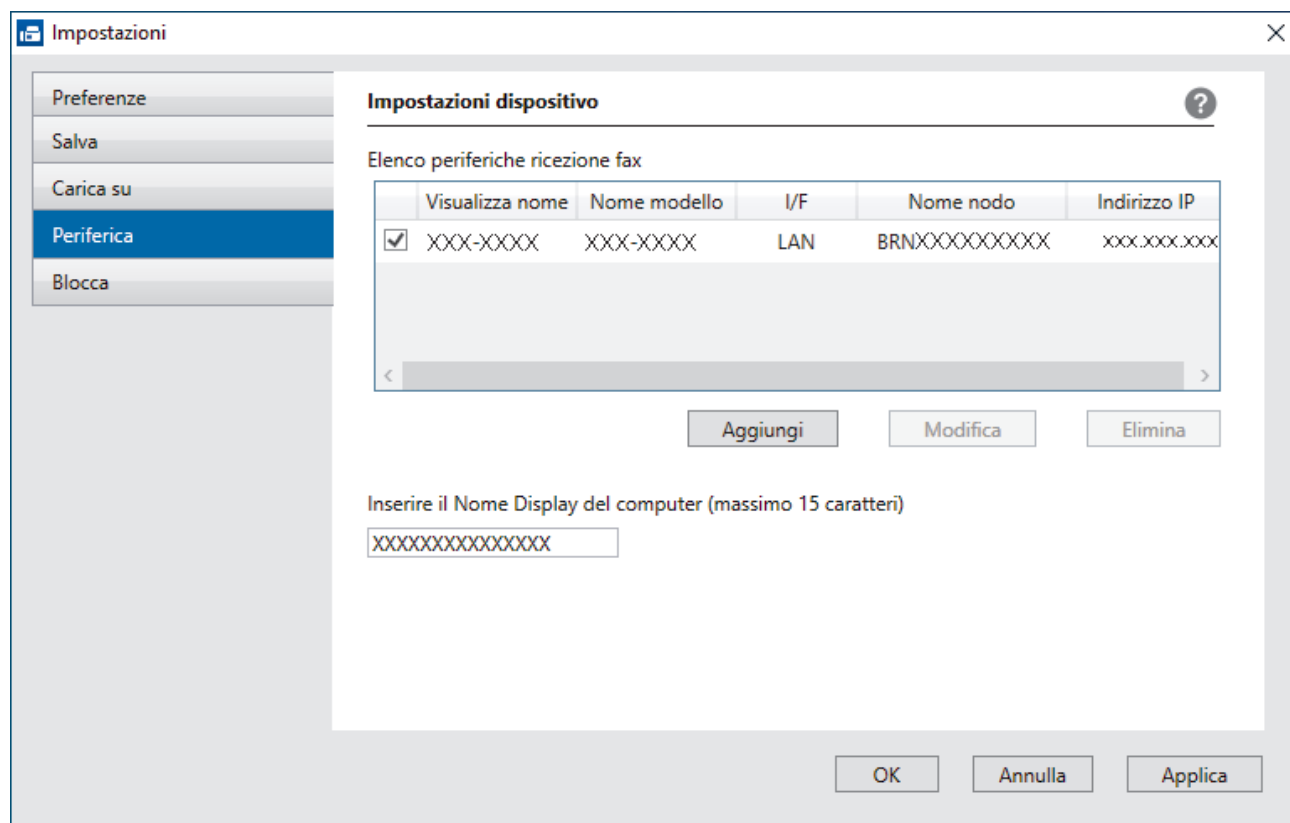 Impostazioni
Preferenze
Salva
Carica su
Periferica
Blocca
Impostazioni dispositivo
?
Elenco periferiche ricezione fax
Visualizza nome Nome modello I/F Nome nodo Indirizzo IP
XXX-XXXX XXX-XXXX LAN BRNXXXXXXXXXX XXX.XXX.XXX
Aggiungi Modifica Elimina
Inserire il Nome Display del computer (massimo 15 caratteri)
XXXXXXXXXXXXXXX
OK Annulla Applica